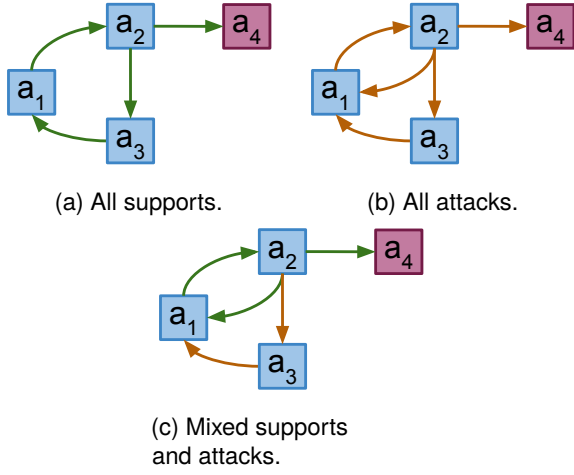 a₂ a₄
a₁
a₃
(a) All supports.
a₂ a₄
a₁
a₃
(b) All attacks.
a₂ a₄
a₁
a₃
(c) Mixed supports
and attacks.